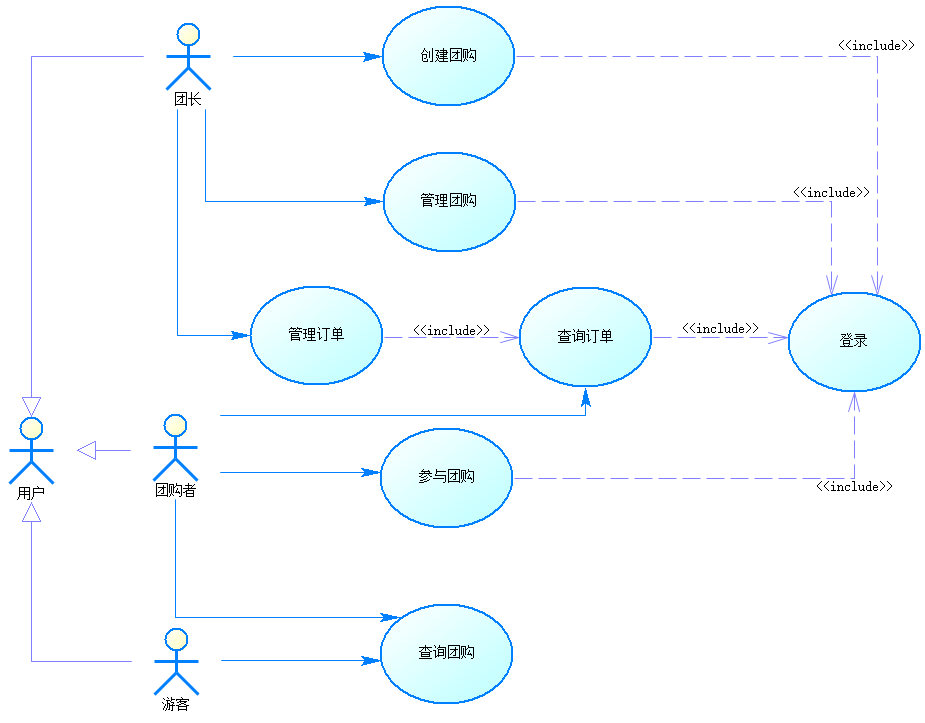 <<include>>
创建团购
团长
<<include>>
管理团购
管理订单
<<include>>
查询订单
<<include>>
登录
用户
团购者
参与团购
<<include>>
查询团购
游客